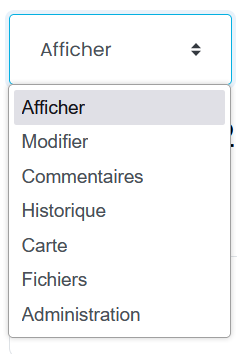 Afficher
Afficher
Modifier
Commentaires
Historique
Carte
Fichiers
Administration